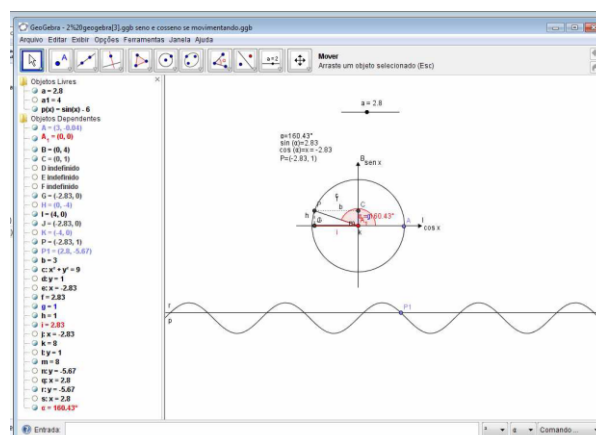 GeoGebra - 2%20geogebra[3].ggb seno e cosseno se movimentando.ggb
Arquivo Editar Exibir Opções Ferramentas Janela Ajuda
A
a=2
Mover
Arraste um objeto selecionado (Esc)
Objetos Livres
a = 2.8
a1 = 4
p(x) = sin(x) - 6
Objetos Dependentes
A = (3, -0.04)
A₁ = (0, 0)
B = (0, 4)
C = (0, 1)
D indefinido
E indefinido
F indefinido
G = (-2.83, 0)
H = (0, -4)
I = (4, 0)
J = (-2.83, 0)
K = (-4, 0)
P = (-2.83, 1)
P1 = (2.8, -5.67)
b = 3
c: x² + y² = 9
d: y = 1
e: x = -2.83
f = 2.83
g = 1
h = 1
i = 2.83
j: x = -2.83
k = 8
l: y = 1
m = 8
n: y = -5.67
q: x = 2.8
r: y = -5.67
s: x = 2.8
ε = 160.43°
a = 2.8
a=160.43°
sin (α)=2.83
cos (α)=x = -2.83
P=(-2.83, 1)
B
sen x
f
P
b
C
h
160.43°
A
I
i
k
cos x
r
P1
p
Entrada:
Comando ...